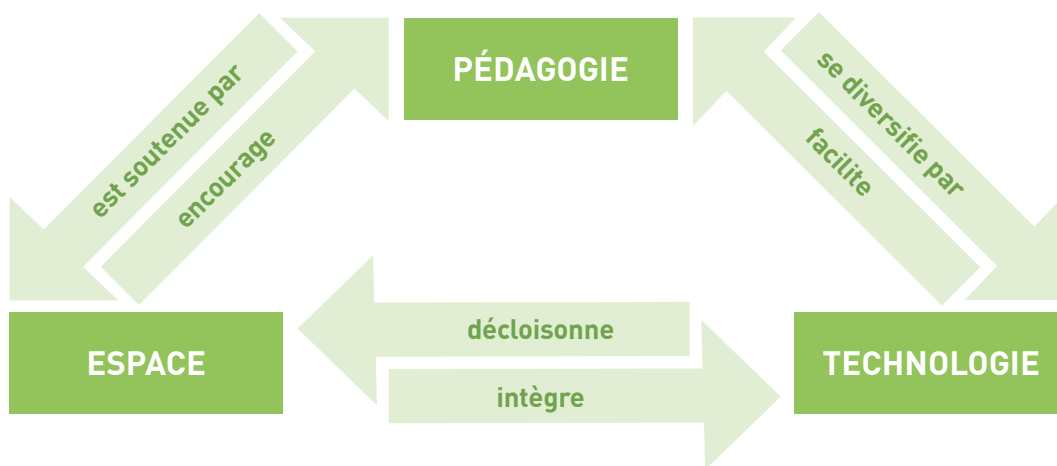 PÉDAGOGIE
est soutenue par
encourage
se diversifie par
facilite
ESPACE
décloisonne
intègre
TECHNOLOGIE